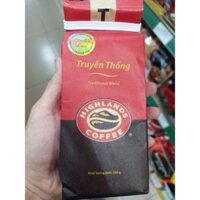 Truyền Thống
Traditional Blend
HIGHLANDS
COFFEE